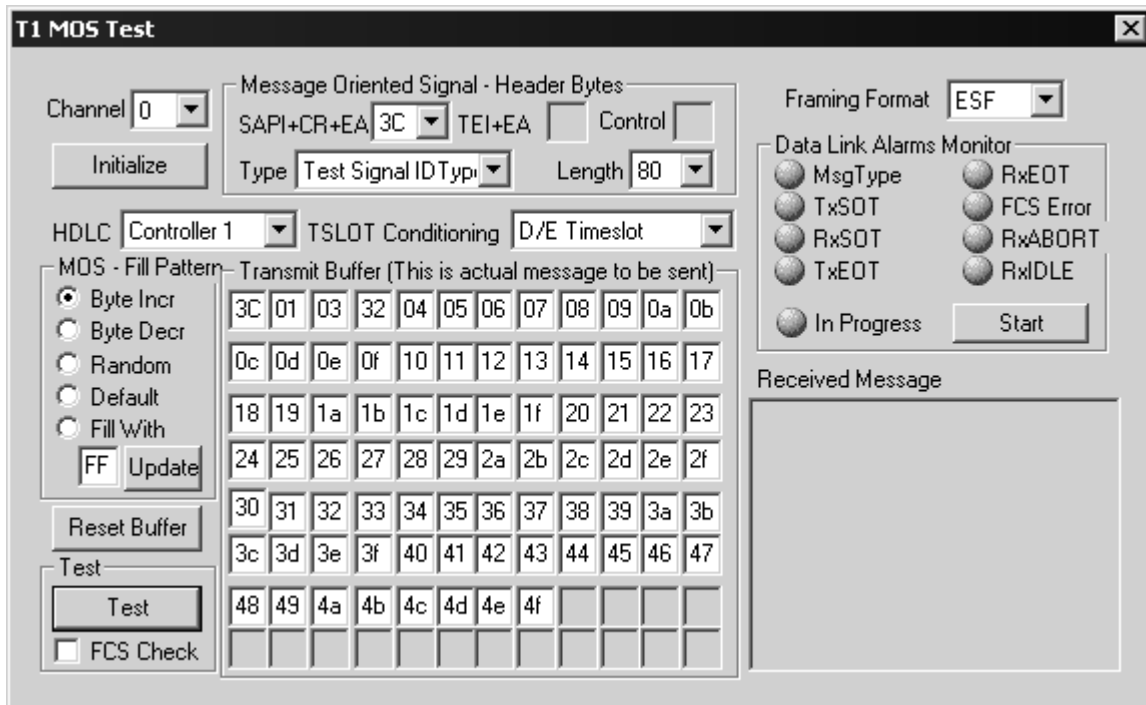 T1 MOS Test
Channel 0
Initialize
Message Oriented Signal - Header Bytes
SAPI+CR+EA 3C TEI+EA Control
Type Test Signal IDTyp Length 80
Framing Format ESF
Data Link Alarms Monitor
MsgType RxEOT
TxSOT FCS Error
RxSOT RxABORT
TxEOT RxIDLE
In Progress Start
HDLC Controller 1 TSLOT Conditioning D/E Timeslot
MOS - Fill Pattern
Byte Incr
Byte Decr
Random
Default
Fill With
FF Update
Reset Buffer
Test
Test
FCS Check
Transmit Buffer (This is actual message to be sent)
3C 01 03 32 04 05 06 07 08 09 0a 0b
0c 0d 0e 0f 10 11 12 13 14 15 16 17
18 19 1a 1b 1c 1d 1e 1f 20 21 22 23
24 25 26 27 28 29 2a 2b 2c 2d 2e 2f
30 31 32 33 34 35 36 37 38 39 3a 3b
3c 3d 3e 3f 40 41 42 43 44 45 46 47
48 49 4a 4b 4c 4d 4e 4f
Received Message